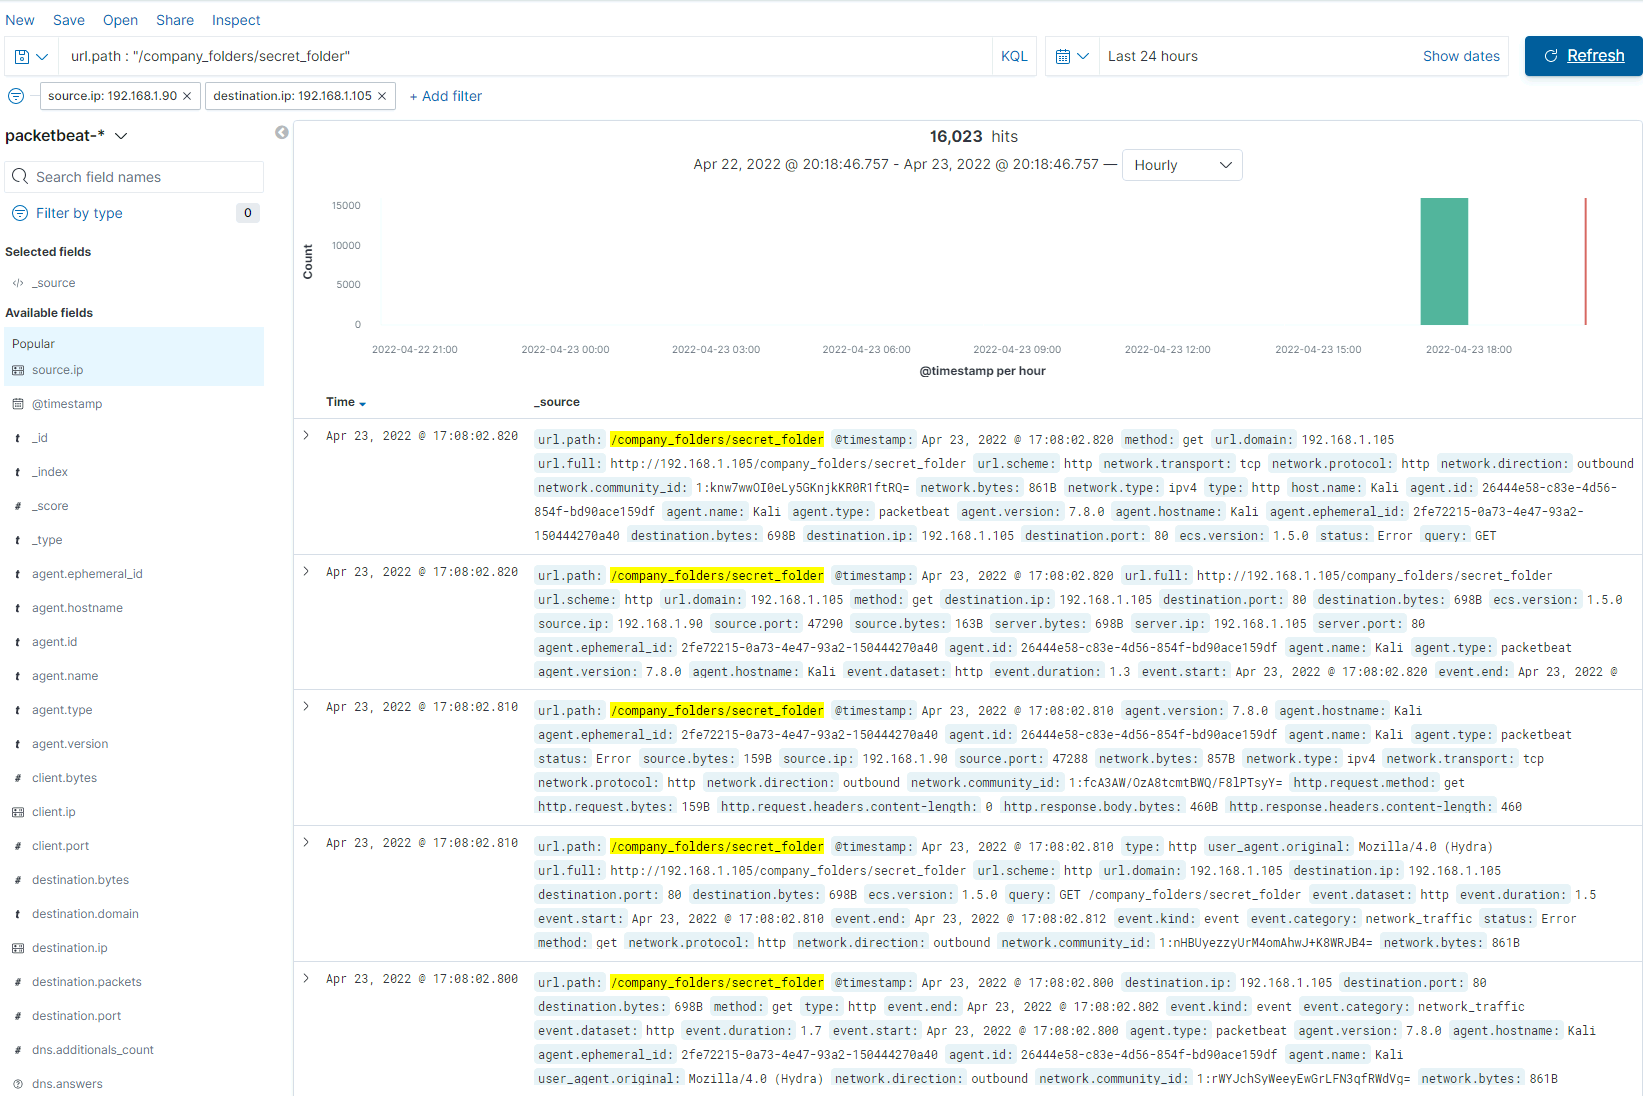 New Save Open Share Inspect
url.path : "/company_folders/secret_folder" KQL Last 24 hours Show dates Refresh
source.ip: 192.168.1.90 × destination.ip: 192.168.1.105 × + Add filter
packetbeat-*
Search field names
Filter by type 0
Selected fields
_source
Available fields
Popular
source.ip
@timestamp
t _id
t _index
# _score
t _type
t agent.ephemeral_id
t agent.hostname
t agent.id
t agent.name
t agent.type
t agent.version
# client.bytes
client.ip
# client.port
# destination.bytes
t destination.domain
destination.ip
# destination.packets
# destination.port
# dns.additionals_count
dns.answers
16,023 hits
Apr 22, 2022 @ 20:18:46.757 - Apr 23, 2022 @ 20:18:46.757 — Hourly
Count
15000
10000
5000
0
2022-04-22 21:00 2022-04-23 00:00 2022-04-23 03:00 2022-04-23 06:00 2022-04-23 09:00 2022-04-23 12:00 2022-04-23 15:00 2022-04-23 18:00
@timestamp per hour
Time _source
Apr 23, 2022 @ 17:08:02.820 url.path: /company_folders/secret_folder @timestamp: Apr 23, 2022 @ 17:08:02.820 method: get url.domain: 192.168.1.105
url.full: http://192.168.1.105/company_folders/secret_folder url.scheme: http network.transport: tcp network.protocol: http network.direction: outbound
network.community_id: 1:knw7wwOI0eLy5GKnjkKR0R1ftRQ= network.bytes: 861B network.type: ipv4 type: http host.name: Kali agent.id: 26444e58-c83e-4d56-
854f-bd90ace159df agent.name: Kali agent.type: packetbeat agent.version: 7.8.0 agent.hostname: Kali agent.ephemeral_id: 2fe72215-0a73-4e47-93a2-
150444270a40 destination.bytes: 698B destination.ip: 192.168.1.105 destination.port: 80 ecs.version: 1.5.0 status: Error query: GET
Apr 23, 2022 @ 17:08:02.820 url.path: /company_folders/secret_folder @timestamp: Apr 23, 2022 @ 17:08:02.820 url.full: http://192.168.1.105/company_folders/secret_folder
url.scheme: http url.domain: 192.168.1.105 method: get destination.ip: 192.168.1.105 destination.port: 80 destination.bytes: 698B ecs.version: 1.5.0
source.ip: 192.168.1.90 source.port: 47290 source.bytes: 163B server.bytes: 698B server.ip: 192.168.1.105 server.port: 80
agent.ephemeral_id: 2fe72215-0a73-4e47-93a2-150444270a40 agent.id: 26444e58-c83e-4d56-854f-bd90ace159df agent.name: Kali agent.type: packetbeat
agent.version: 7.8.0 agent.hostname: Kali event.dataset: http event.duration: 1.3 event.start: Apr 23, 2022 @ 17:08:02.820 event.end: Apr 23, 2022 @
Apr 23, 2022 @ 17:08:02.810 url.path: /company_folders/secret_folder @timestamp: Apr 23, 2022 @ 17:08:02.810 agent.version: 7.8.0 agent.hostname: Kali
agent.ephemeral_id: 2fe72215-0a73-4e47-93a2-150444270a40 agent.id: 26444e58-c83e-4d56-854f-bd90ace159df agent.name: Kali agent.type: packetbeat
status: Error source.bytes: 159B source.ip: 192.168.1.90 source.port: 47288 network.bytes: 857B network.type: ipv4 network.transport: tcp
network.protocol: http network.direction: outbound network.community_id: 1:fcA3AW/OzA8tcmtBWQ/F8lPTsyY= http.request.method: get
http.request.bytes: 159B http.request.headers.content-length: 0 http.response.body.bytes: 460B http.response.headers.content-length: 460
Apr 23, 2022 @ 17:08:02.810 url.path: /company_folders/secret_folder @timestamp: Apr 23, 2022 @ 17:08:02.810 type: http user_agent.original: Mozilla/4.0 (Hydra)
url.full: http://192.168.1.105/company_folders/secret_folder url.scheme: http url.domain: 192.168.1.105 destination.ip: 192.168.1.105
destination.port: 80 destination.bytes: 698B ecs.version: 1.5.0 query: GET /company_folders/secret_folder event.dataset: http event.duration: 1.5
event.start: Apr 23, 2022 @ 17:08:02.810 event.end: Apr 23, 2022 @ 17:08:02.812 event.kind: event event.category: network_traffic status: Error
method: get network.protocol: http network.direction: outbound network.community_id: 1:nHBUyezzyUrM4omAhwJ+K8WRJB4= network.bytes: 861B
Apr 23, 2022 @ 17:08:02.800 url.path: /company_folders/secret_folder @timestamp: Apr 23, 2022 @ 17:08:02.800 destination.ip: 192.168.1.105 destination.port: 80
destination.bytes: 698B method: get type: http event.end: Apr 23, 2022 @ 17:08:02.802 event.kind: event event.category: network_traffic
event.dataset: http event.duration: 1.7 event.start: Apr 23, 2022 @ 17:08:02.800 agent.type: packetbeat agent.version: 7.8.0 agent.hostname: Kali
agent.ephemeral_id: 2fe72215-0a73-4e47-93a2-150444270a40 agent.id: 26444e58-c83e-4d56-854f-bd90ace159df agent.name: Kali
user_agent.original: Mozilla/4.0 (Hydra) network.direction: outbound network.community_id: 1:rWYJchSyWeeyEwGrLFN3qfRWdVg= network.bytes: 861B